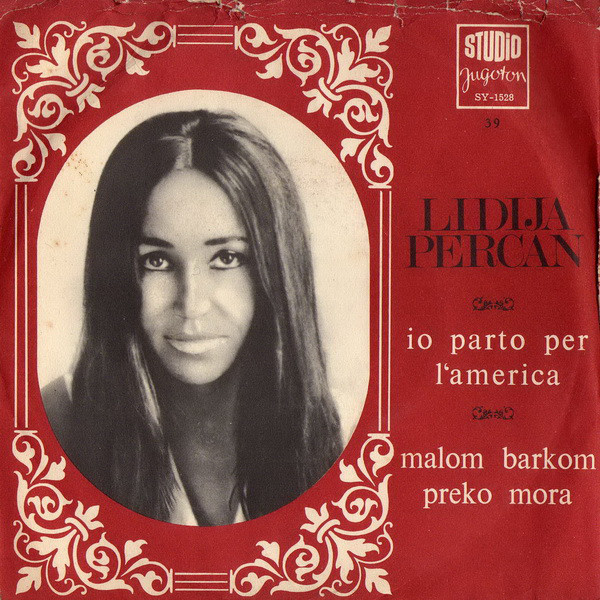 STUDiO
Jugoton
SY-1528
39
LIDIJA
PERCAN
io parto per
l'america
malom barkom
preko mora